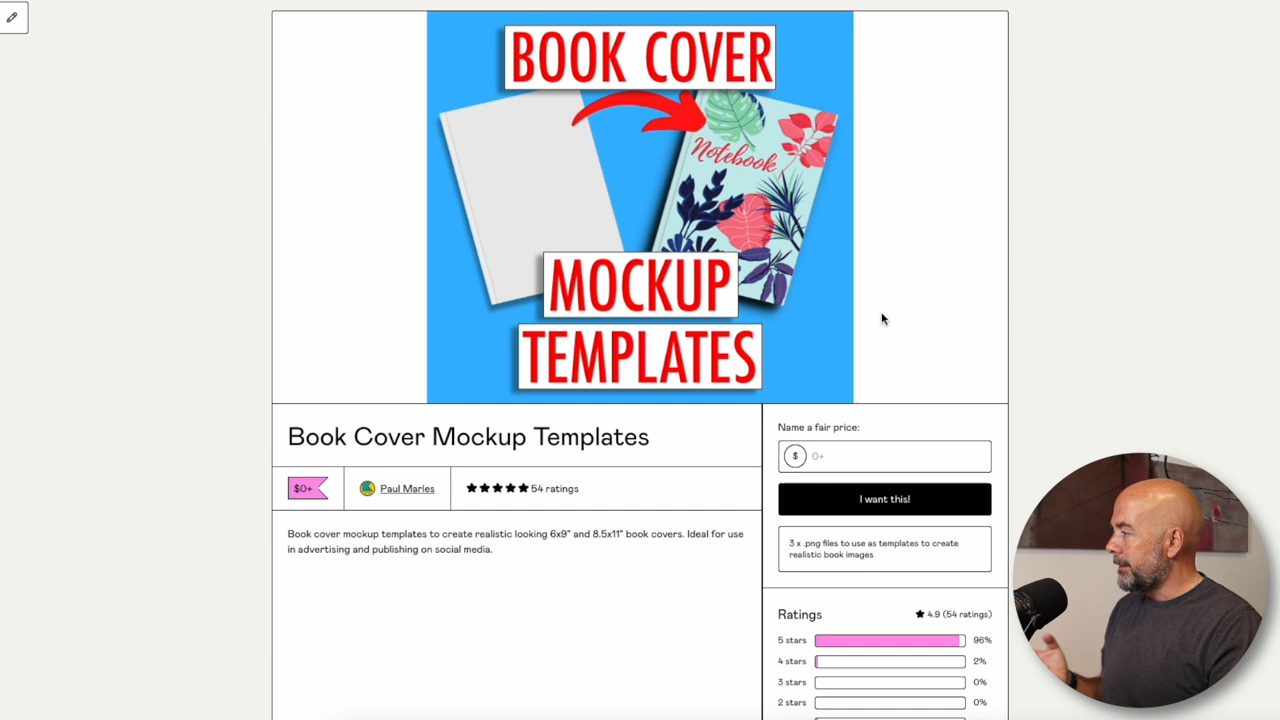 BOOK COVER
Notebook
MOCKUP
TEMPLATES
Book Cover Mockup Templates
$0+
Paul Marles
54 ratings
Book cover mockup templates to create realistic looking 6x9" and 8.5x11" book covers. Ideal for use
in advertising and publishing on social media.
Name a fair price:
$ 0+
I want this!
3 x .png files to use as templates to create
realistic book images
Ratings
4.9 (54 ratings)
5 stars 96%
4 stars 2%
3 stars 0%
2 stars 0%